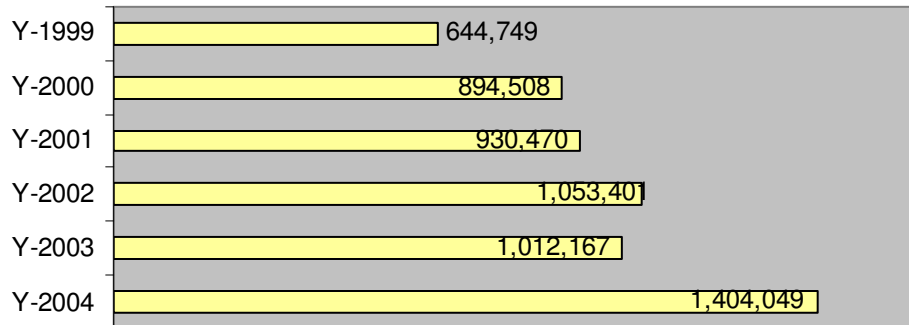 Y-1999 644,749
Y-2000 894,508
Y-2001 930,470
Y-2002 1,053,401
Y-2003 1,012,167
Y-2004 1,404,049